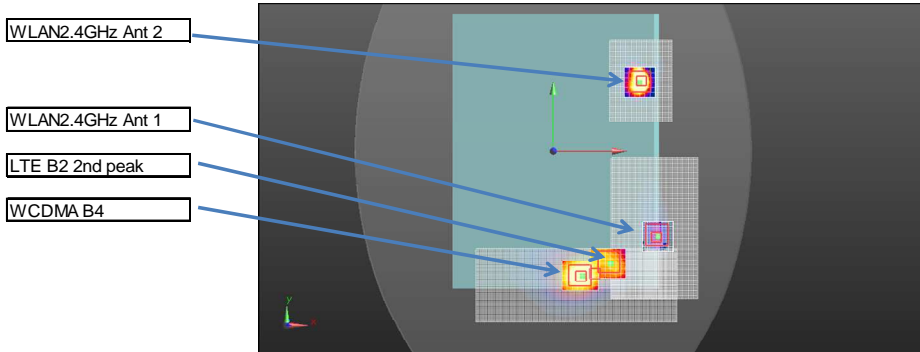 WLAN2.4GHz Ant 2
WLAN2.4GHz Ant 1
LTE B2 2nd peak
WCDMA B4
y
x